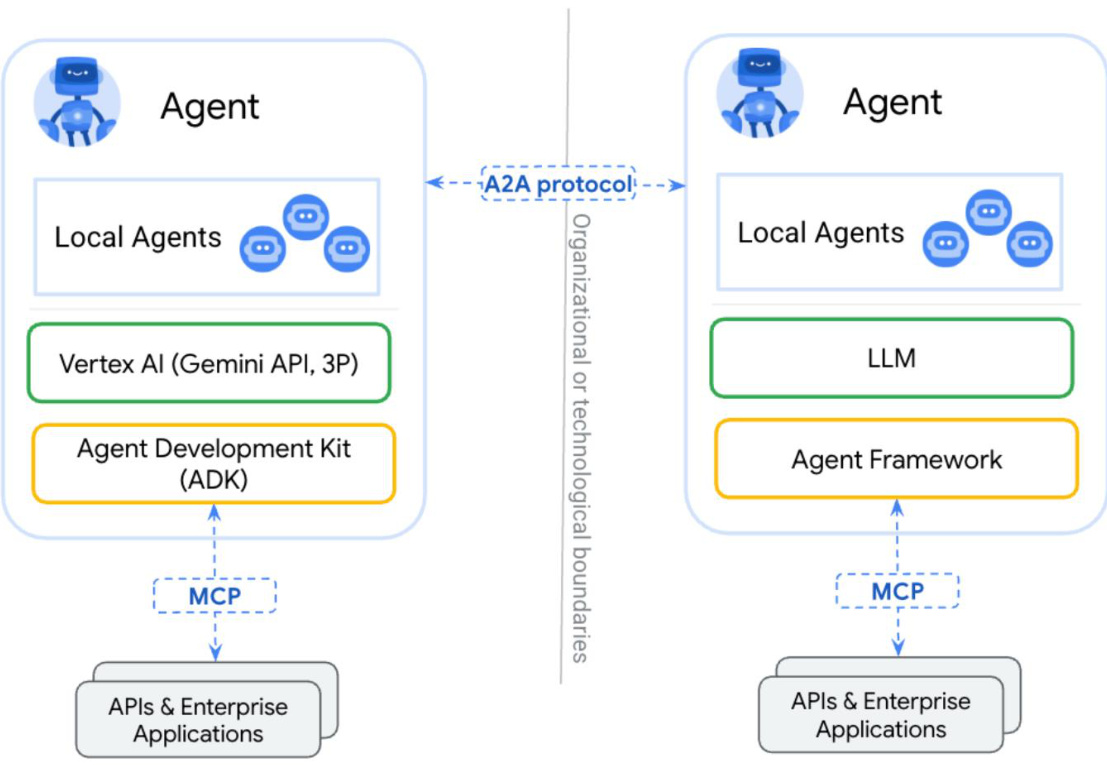 Agent
Local Agents
Vertex AI (Gemini API, 3P)
Agent Development Kit
(ADK)
MCP
APIs & Enterprise
Applications
A2A protocol
Organizational or technological boundaries
Agent
Local Agents
LLM
Agent Framework
MCP
APIs & Enterprise
Applications